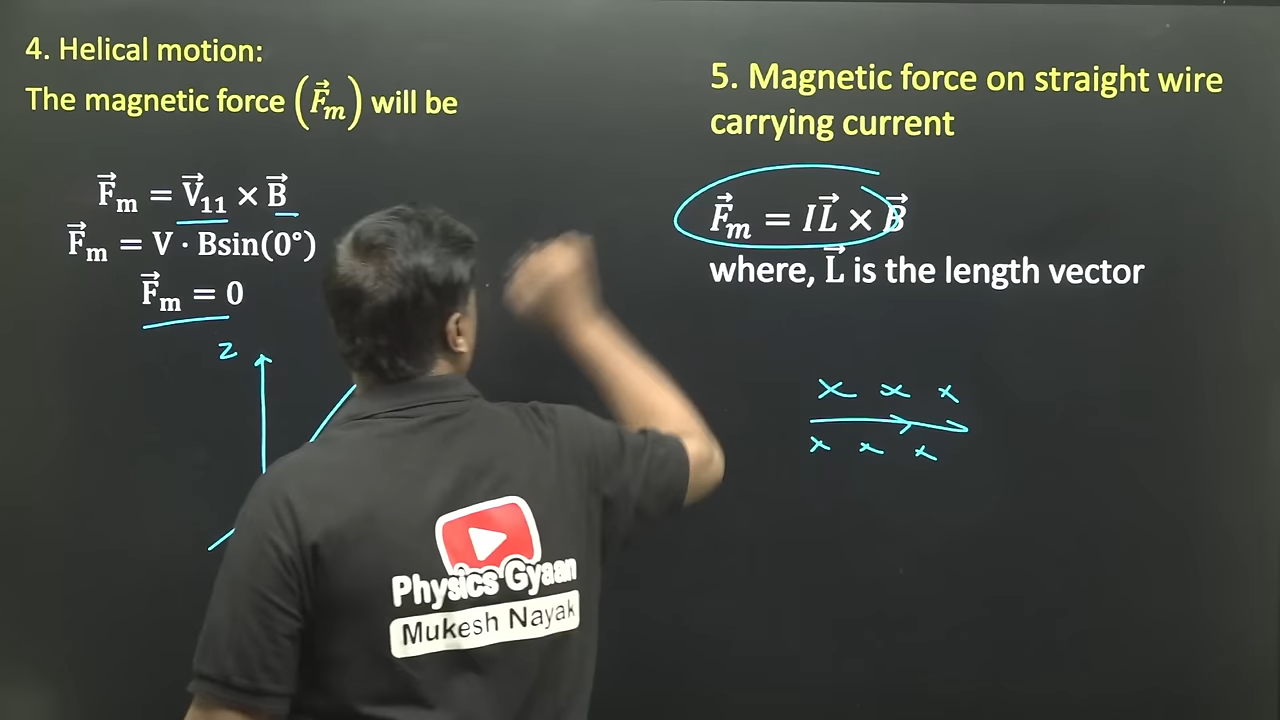 4. Helical motion:
The magnetic force (F⃗m) will be
F⃗m = V⃗11 × B⃗
F⃗m = V · Bsin(0°)
F⃗m = 0
z
5. Magnetic force on straight wire
carrying current
F⃗m = IL⃗ × B⃗
where, L⃗ is the length vector
x x x
x x x
Physics Gyaan
Mukesh Nayak